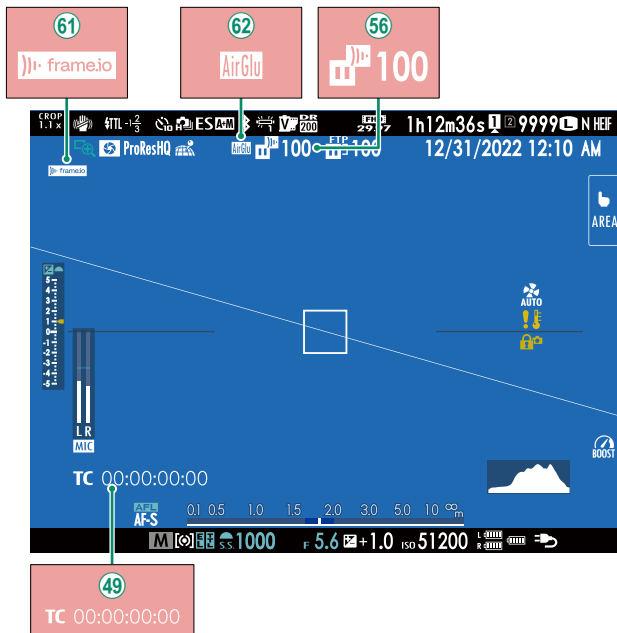 61 62 56
frame.io AirGlu 100
CROP 1.1x TTL -1 2/3 H ES A+M 1 V DR 200 FHD 29.97 1h12m36s 1 2 9999 L N HEIF
ProResHQ AirGlu 100 FTP 100 12/31/2022 12:10 AM
frame.io
AREA
5
4
3
2
1
0
-1
-2
-3
-4
-5
AUTO
L R
MIC
BOOST
TC 00:00:00:00
AFL
AF-S
0.1 0.5 1.0 1.5 2.0 3.0 5.0 10 ∞ m
M S.S. 1000 F 5.6 +1.0 ISO 51200 L R
49
TC 00:00:00:00